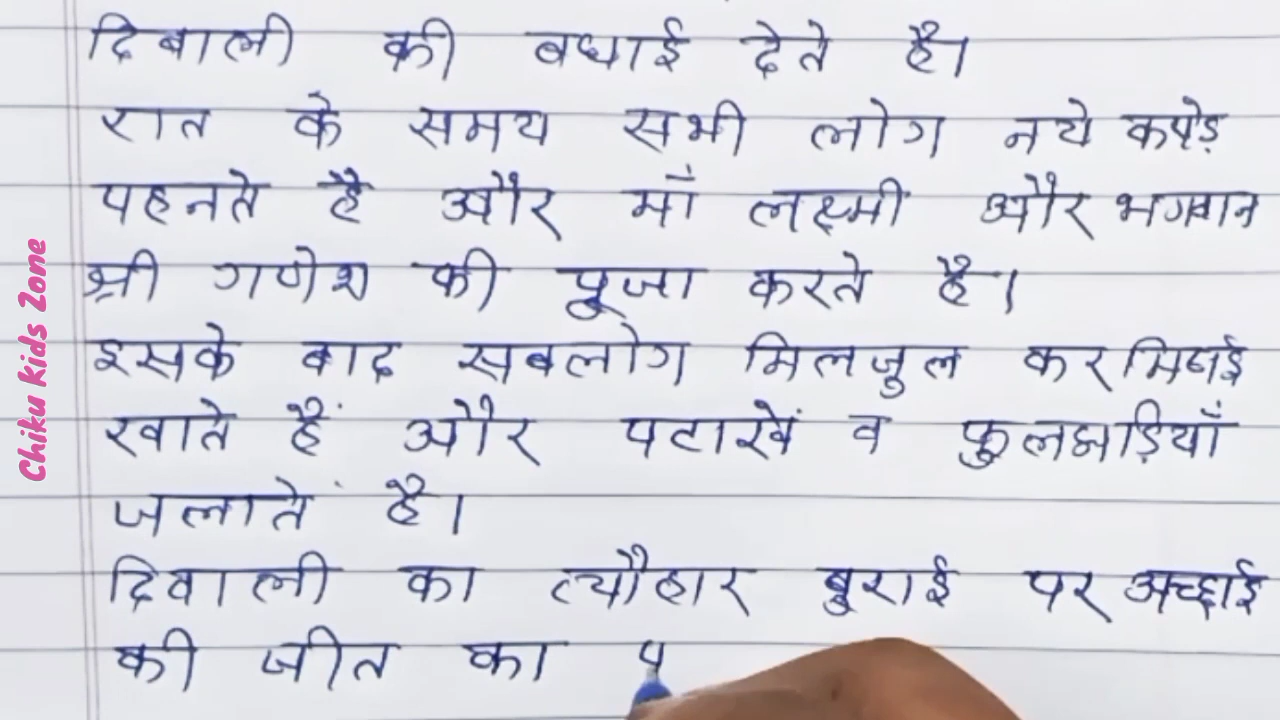 दिबाली की बधाई देते है।
रात के समय सभी लोग नये कपड़े
पहनते है और माँ लक्ष्मी और भगवान
श्री गणेश की पूजा करते है।
इसके बाद सबलोग मिलजुल कर मिठाई
खाते हैं और पटाखें व फुलझड़ियाँ
जलाते है।
दिवाली का त्यौहार बुराई पर अच्छाई
की जीत का
Chiku Kids Zone